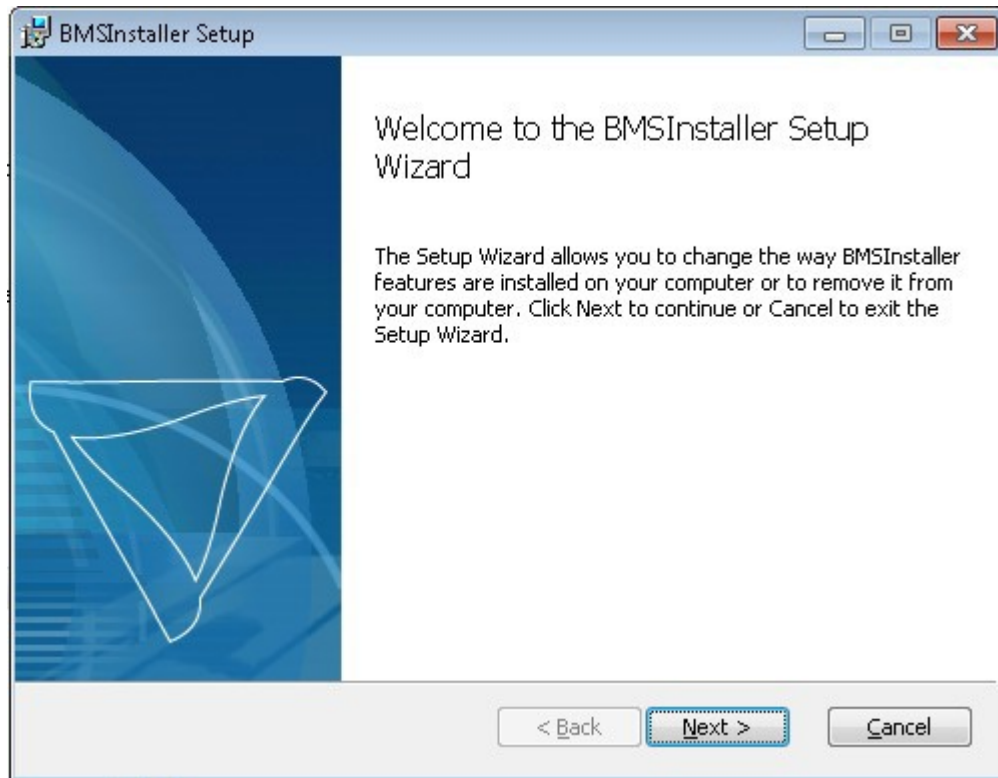 BMSInstaller Setup
Welcome to the BMSInstaller Setup
Wizard
The Setup Wizard allows you to change the way BMSInstaller
features are installed on your computer or to remove it from
your computer. Click Next to continue or Cancel to exit the
Setup Wizard.
< Back
Next >
Cancel